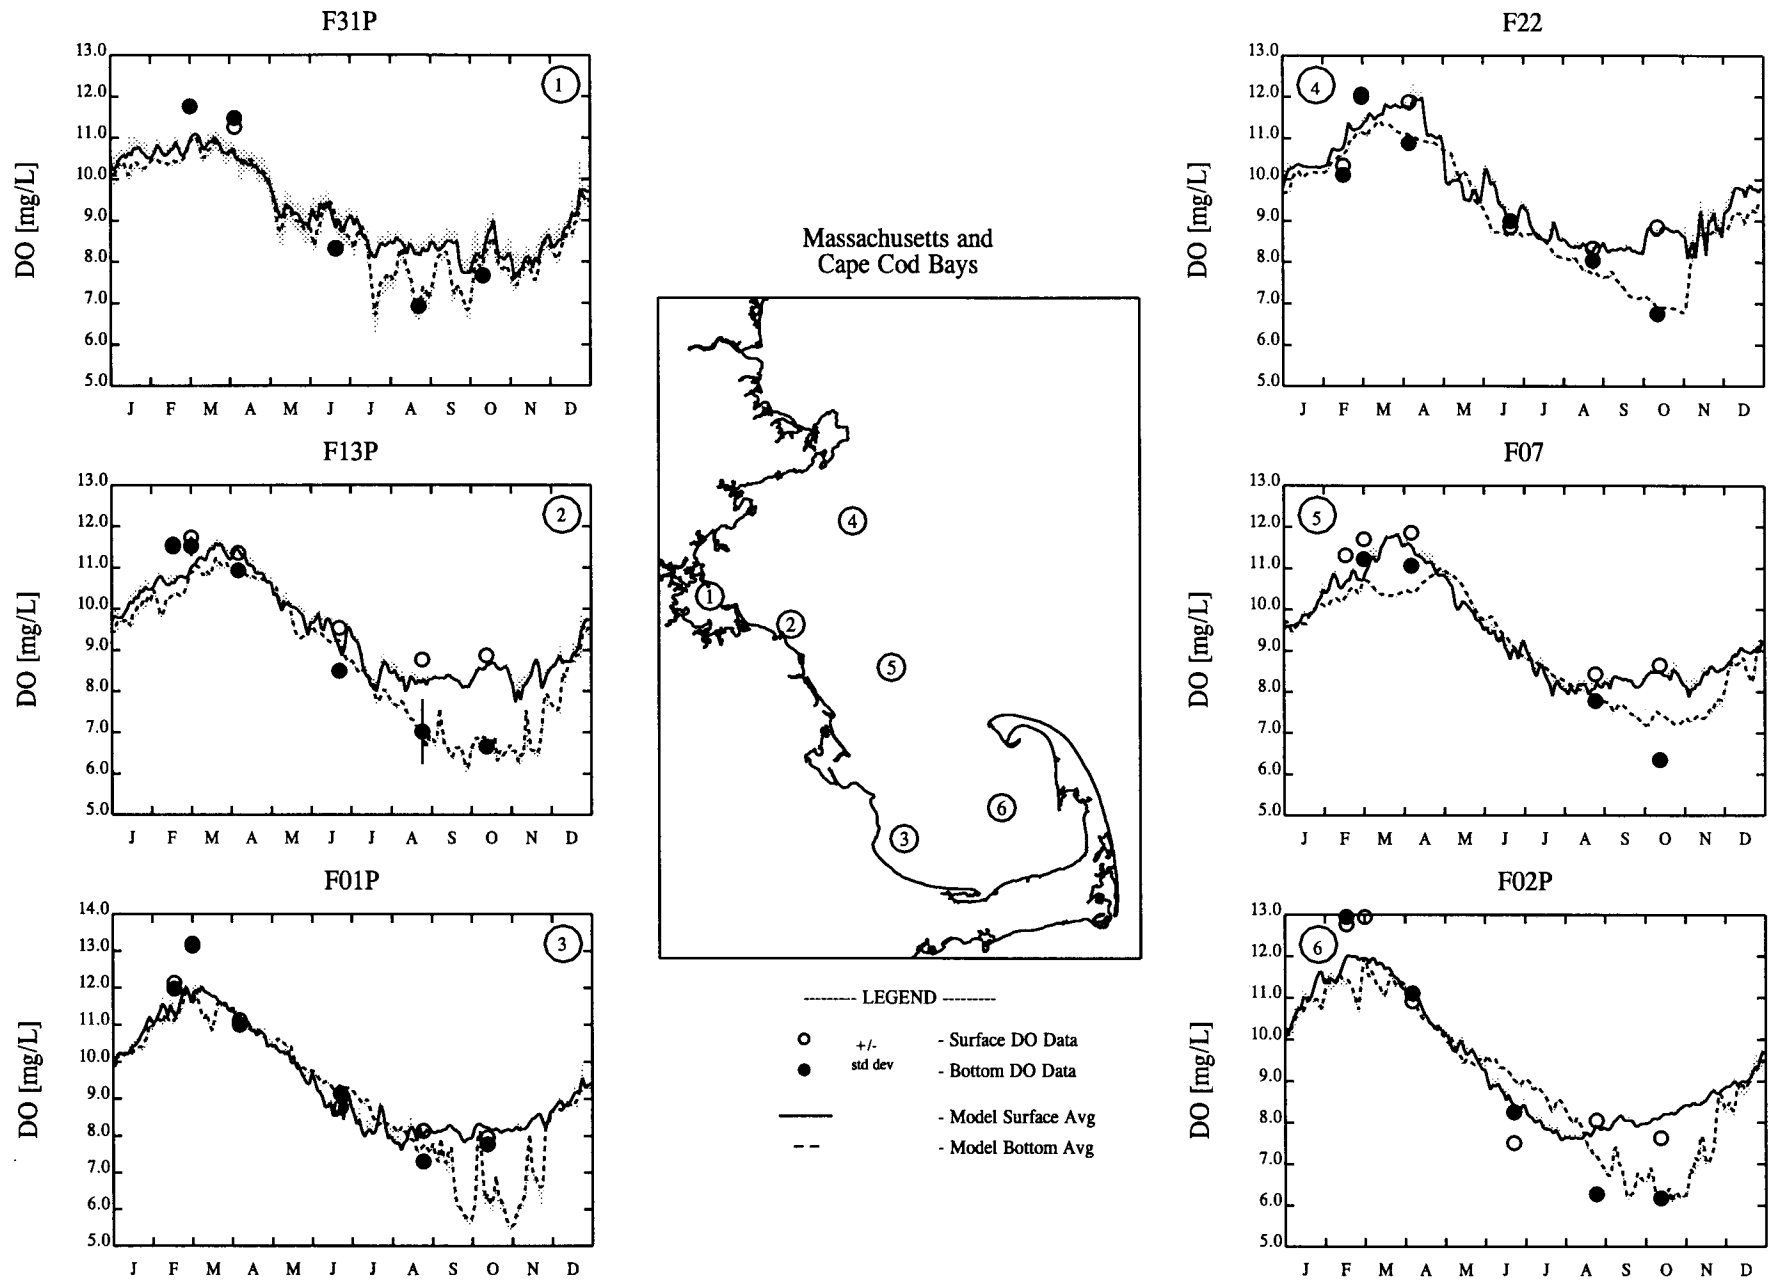 F31P
13.0
12.0
11.0
10.0
9.0
8.0
7.0
6.0
5.0
DO [mg/L]
1
J F M A M J J A S O N D
F22
13.0
12.0
11.0
10.0
9.0
8.0
7.0
6.0
5.0
DO [mg/L]
4
J F M A M J J A S O N D
F13P
13.0
12.0
11.0
10.0
9.0
8.0
7.0
6.0
5.0
DO [mg/L]
2
J F M A M J J A S O N D
F07
13.0
12.0
11.0
10.0
9.0
8.0
7.0
6.0
5.0
DO [mg/L]
5
J F M A M J J A S O N D
F01P
14.0
13.0
12.0
11.0
10.0
9.0
8.0
7.0
6.0
5.0
DO [mg/L]
3
J F M A M J J A S O N D
F02P
13.0
12.0
11.0
10.0
9.0
8.0
7.0
6.0
5.0
DO [mg/L]
6
J F M A M J J A S O N D
Massachusetts and
Cape Cod Bays
4
1
2
5
6
3
--------- LEGEND ---------
+/-
std dev
- Surface DO Data
- Bottom DO Data
- Model Surface Avg
- Model Bottom Avg